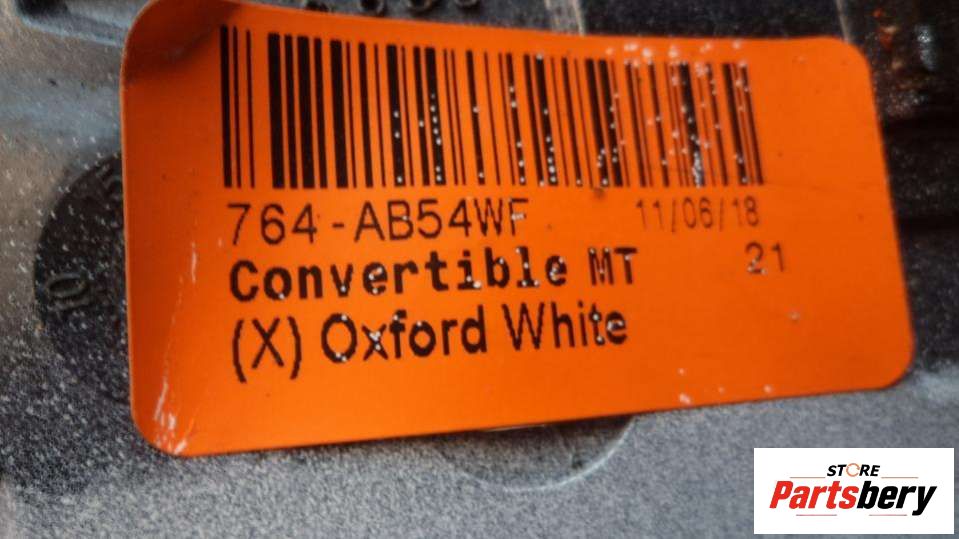 764-AB54WF 11/06/18
Convertible MT 21
(X) Oxford White
STORE
Partsbery